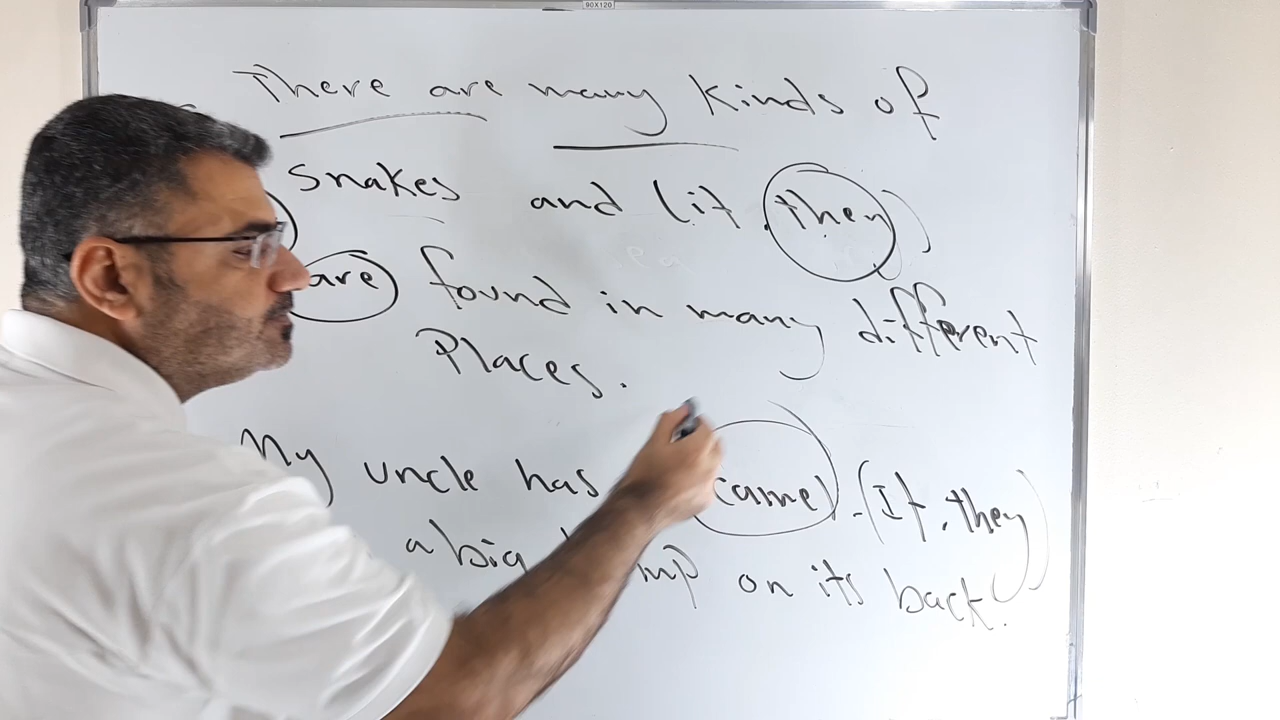 90X120
There are many kinds of
snakes and (it, they)
are found in many different
Places.
My uncle has camel. (It, they)
a big on its back.